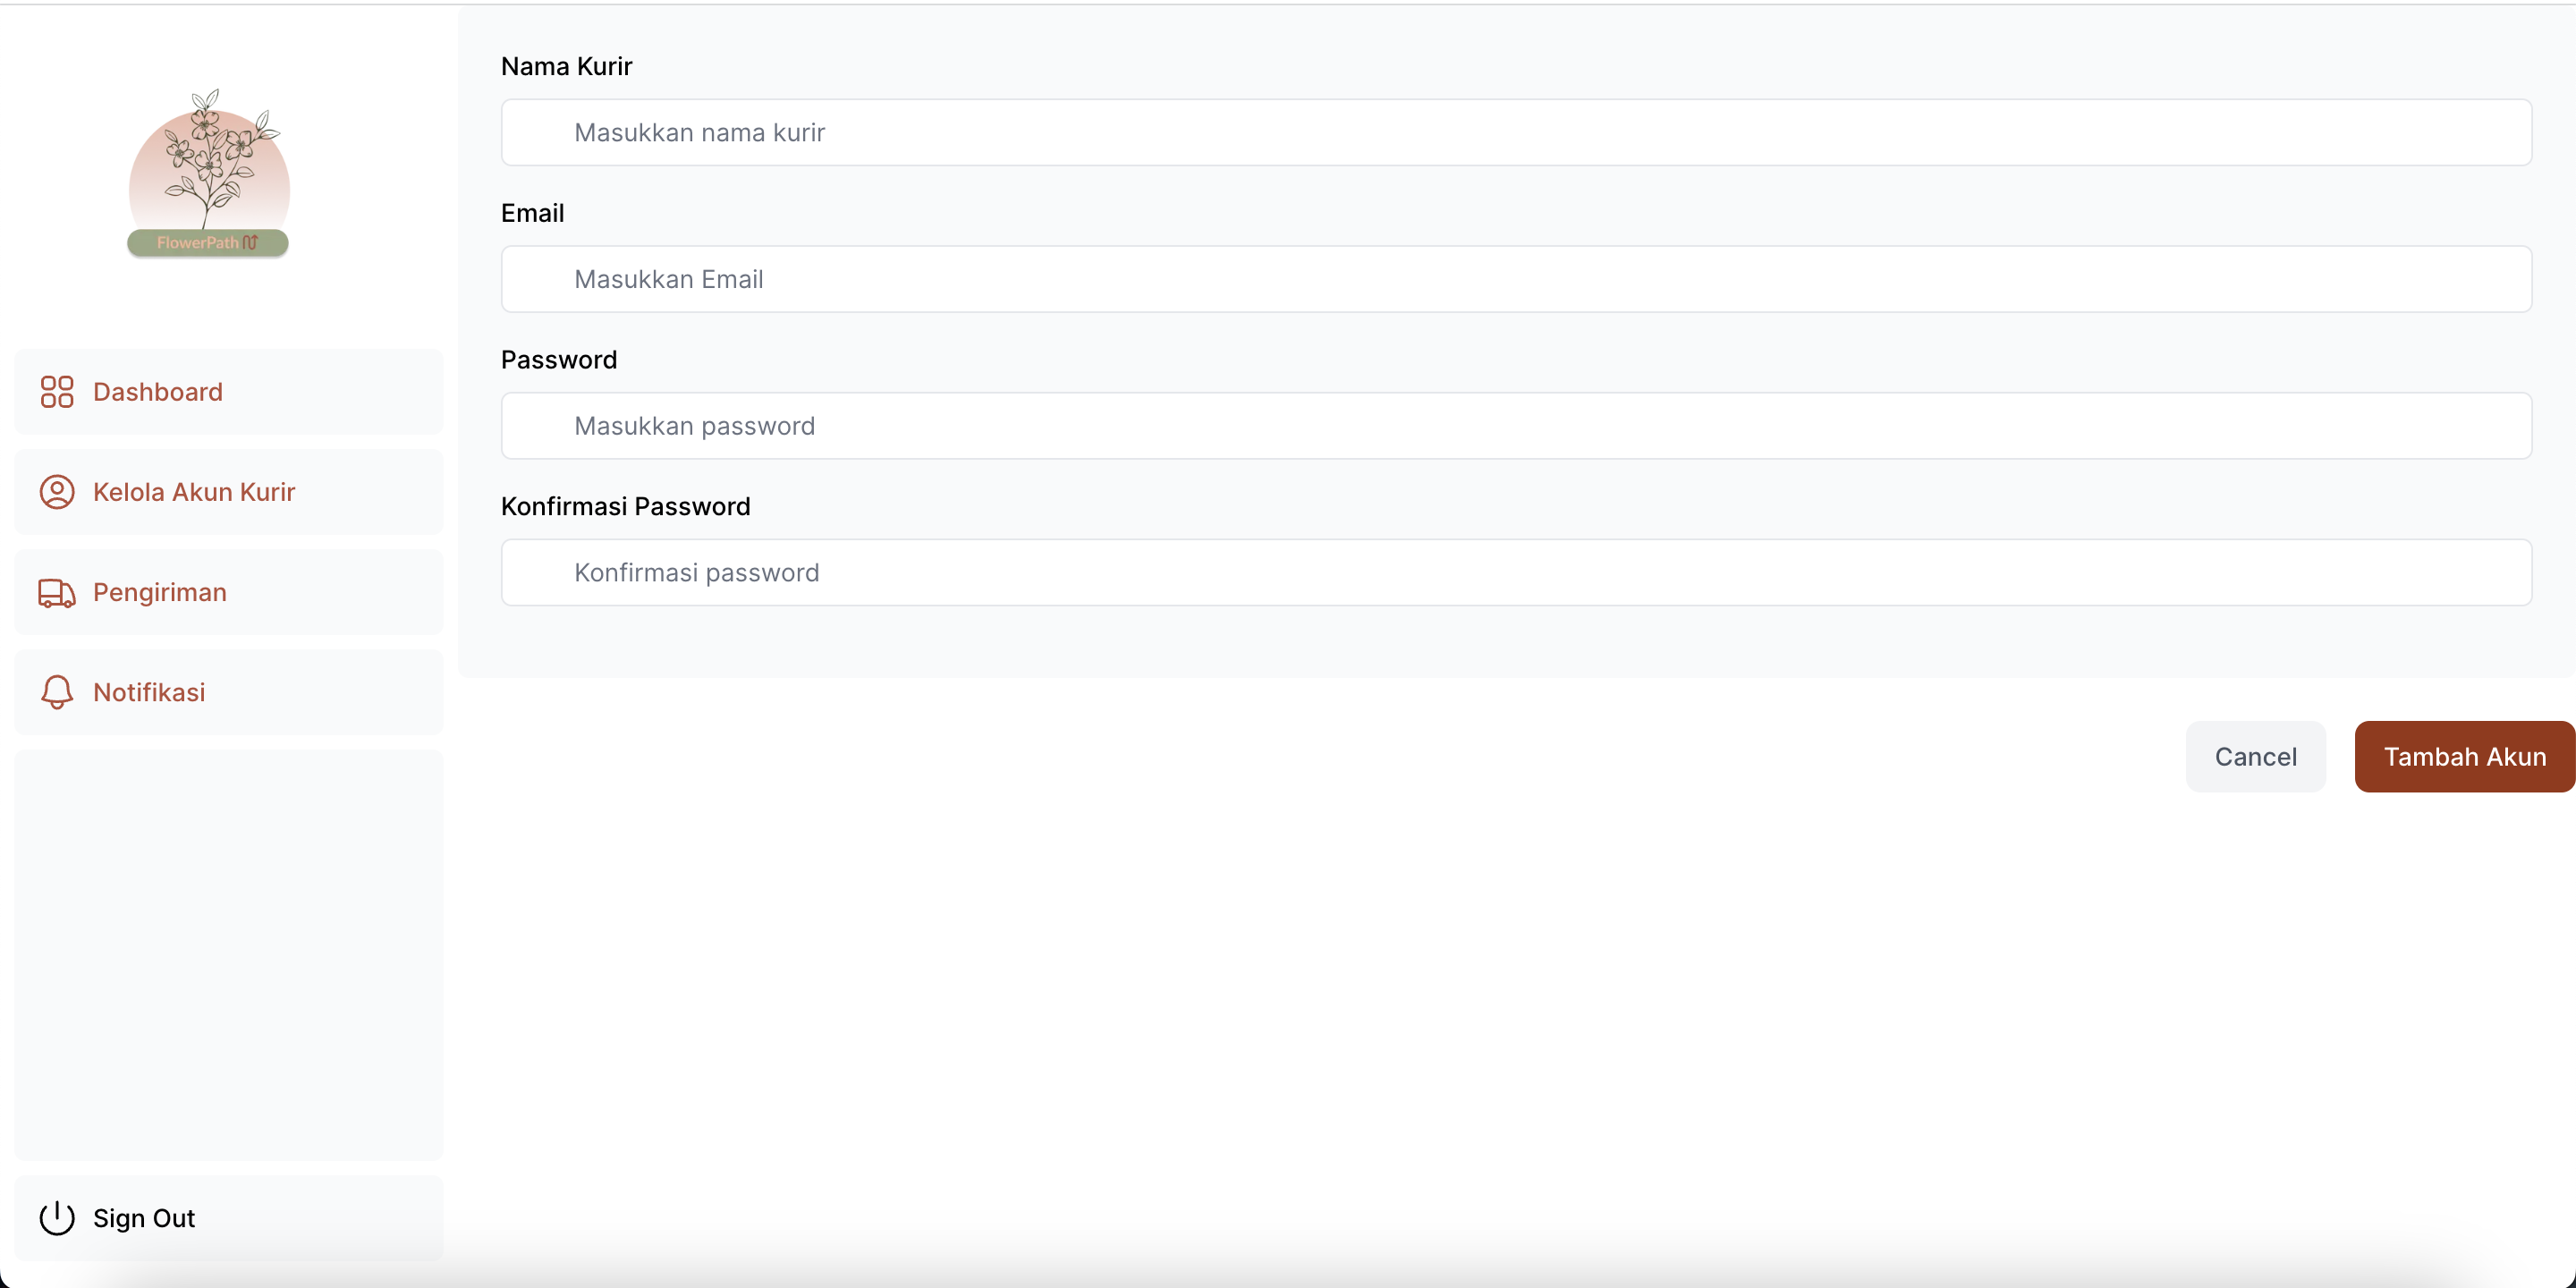 FlowerPath
Dashboard
Kelola Akun Kurir
Pengiriman
Notifikasi
Sign Out
Nama Kurir
Masukkan nama kurir
Email
Masukkan Email
Password
Masukkan password
Konfirmasi Password
Konfirmasi password
Cancel
Tambah Akun